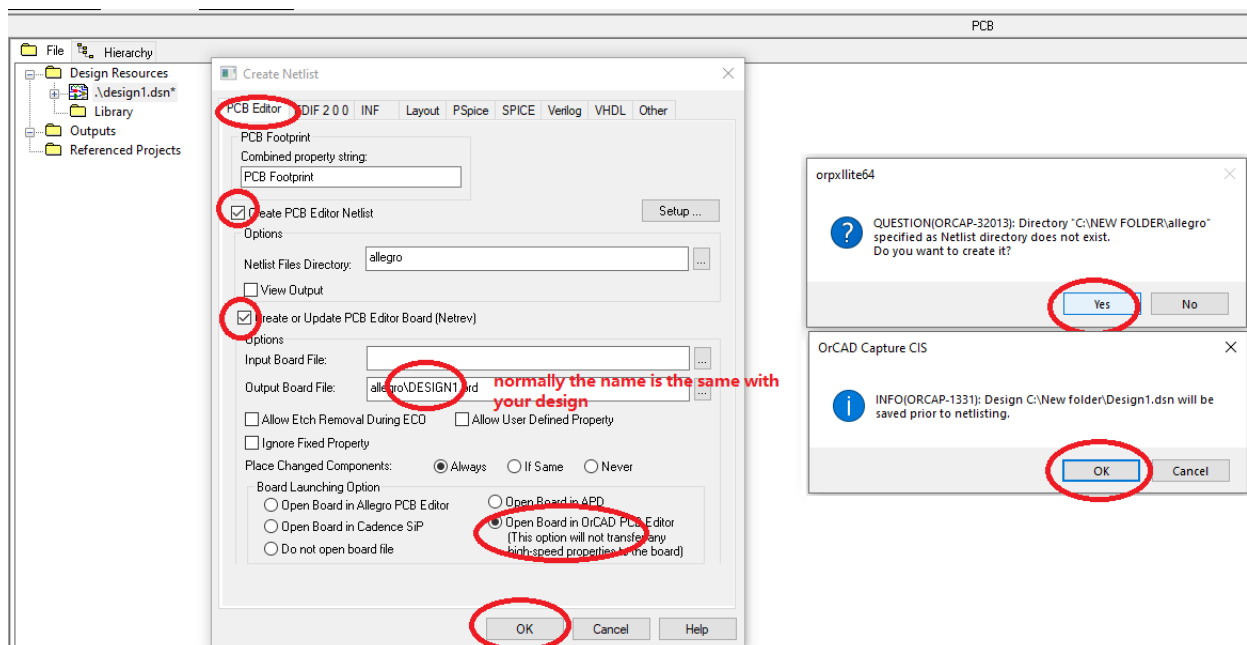 PCB
File
Hierarchy
Design Resources
.\design1.dsn*
Library
Outputs
Referenced Projects
Create Netlist
PCB Editor
EDIF 2 0 0
INF
Layout
PSpice
SPICE
Verilog
VHDL
Other
PCB Footprint
Combined property string:
PCB Footprint
Create PCB Editor Netlist
Setup ...
Options
Netlist Files Directory:
allegro
...
View Output
Create or Update PCB Editor Board (Netrev)
Options
Input Board File:
...
Output Board File:
allegro\DESIGN1.brd
...
normally the name is the same with
your design
Allow Etch Removal During ECO
Allow User Defined Property
Ignore Fixed Property
Place Changed Components:
Always
If Same
Never
Board Launching Option
Open Board in Allegro PCB Editor
Open Board in APD
Open Board in Cadence SiP
Open Board in OrCAD PCB Editor
(This option will not transfer any
high-speed properties to the board)
Do not open board file
OK
Cancel
Help
orpxllite64
QUESTION(ORCAP-32013): Directory "C:\NEW FOLDER\allegro"
specified as Netlist directory does not exist.
Do you want to create it?
Yes
No
OrCAD Capture CIS
INFO(ORCAP-1331): Design C:\New folder\Design1.dsn will be
saved prior to netlisting.
OK
Cancel